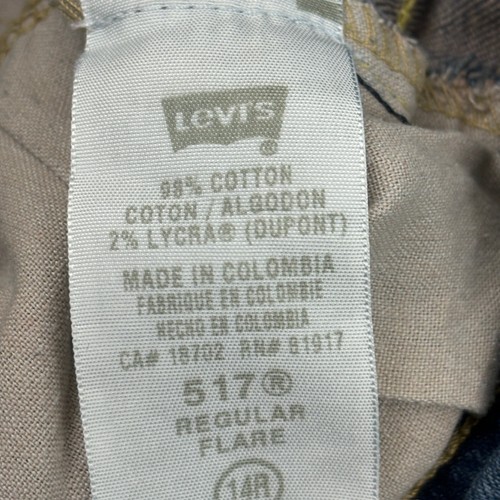 Levi's ®
98% COTTON
COTON / ALGODON
2% LYCRA® (DUPONT)
MADE IN COLOMBIA
FABRIQUE EN COLOMBIE
HECHO EN COLOMBIA
CA# 18702 RN# 81917
517®
REGULAR
FLARE
14R